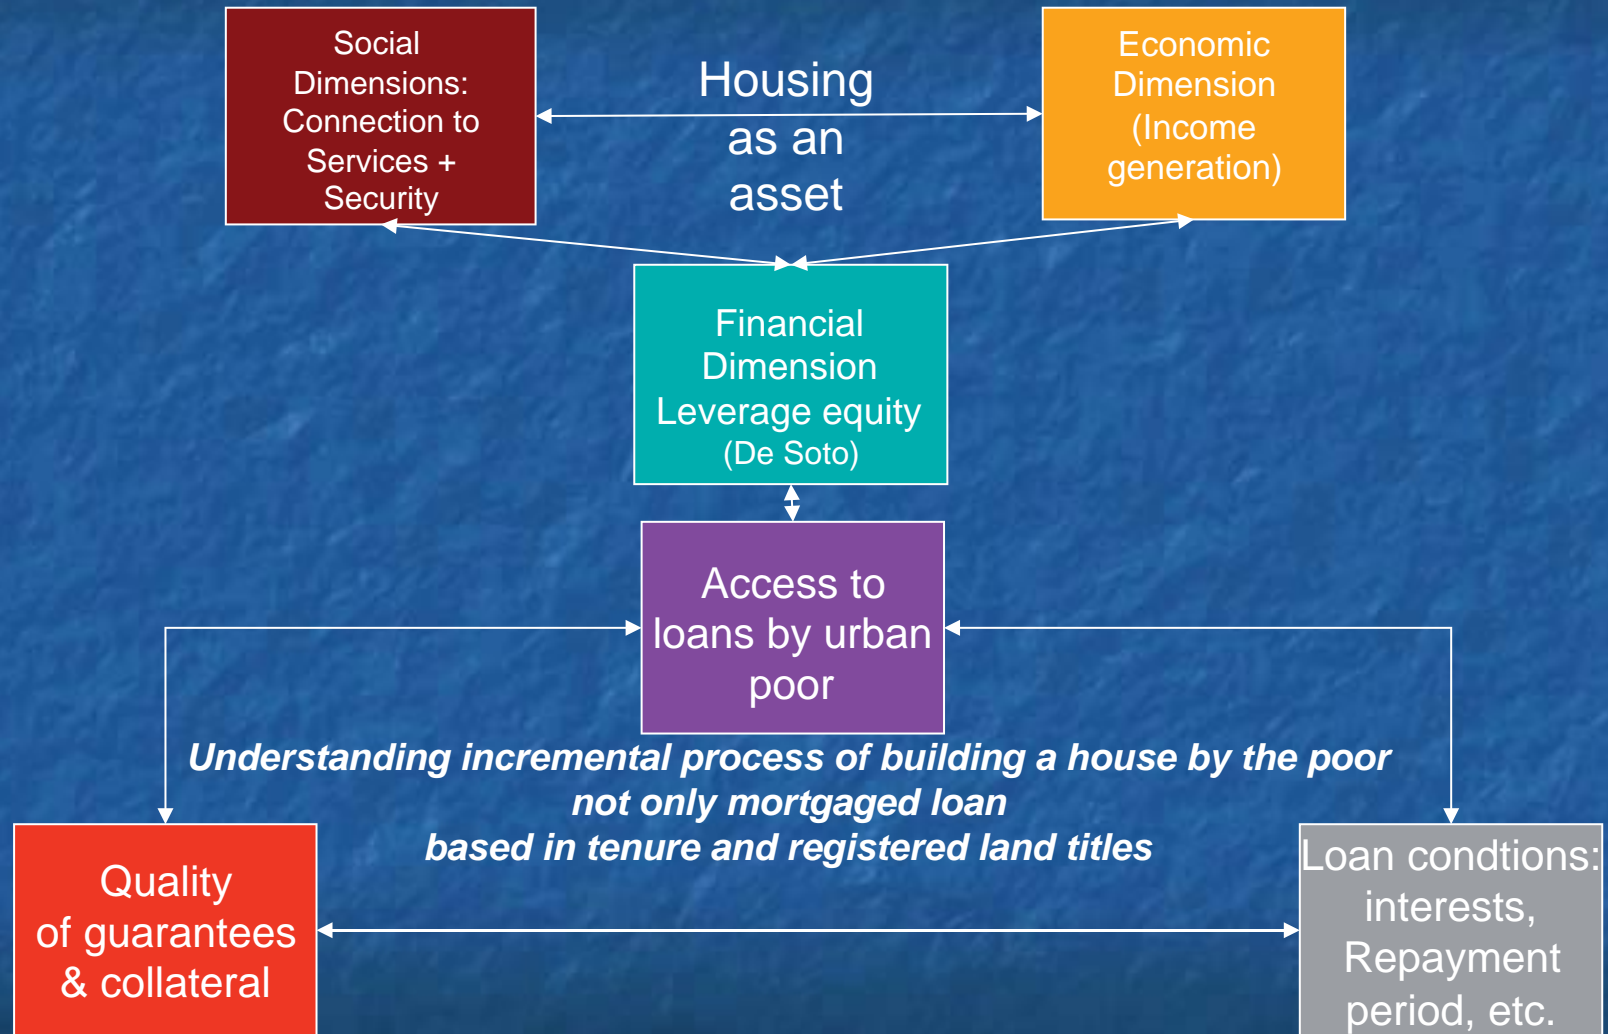 Social
Dimensions:
Connection to
Services +
Security
Housing
as an
asset
Economic
Dimension
(Income
generation)
Financial
Dimension
Leverage equity
(De Soto)
Access to
loans by urban
poor
Understanding incremental process of building a house by the poor
not only mortgaged loan
based in tenure and registered land titles
Quality
of guarantees
& collateral
Loan condtions:
interests,
Repayment
period, etc.